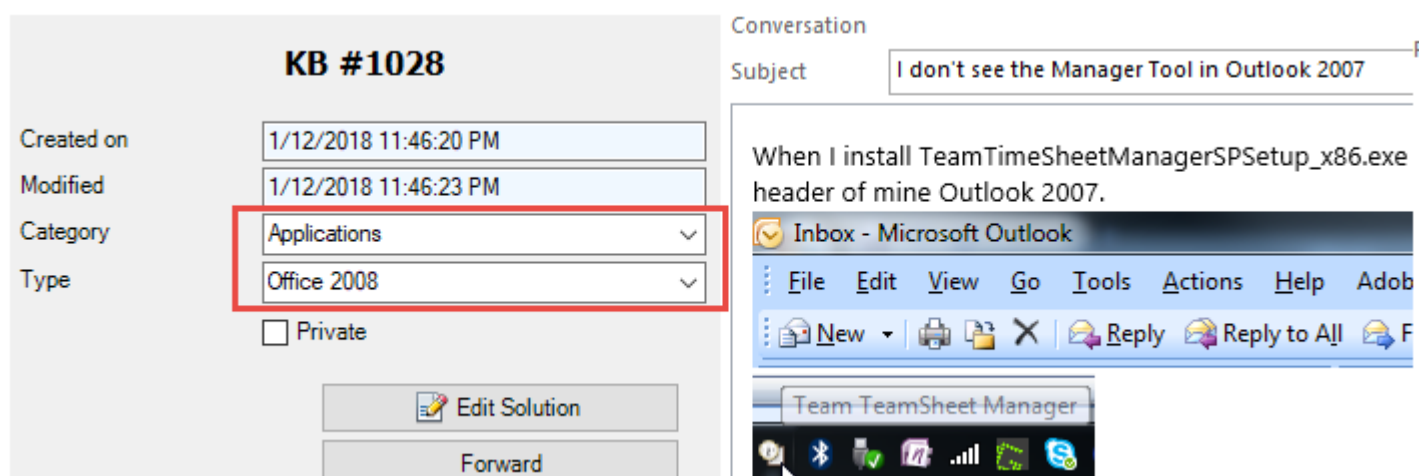 KB #1028
Created on 1/12/2018 11:46:20 PM
Modified 1/12/2018 11:46:23 PM
Category Applications
Type Office 2008
Private
Edit Solution
Forward
Conversation
Subject I don't see the Manager Tool in Outlook 2007
When I install TeamTimeSheetManagerSPSetup_x86.exe
header of mine Outlook 2007.
Inbox - Microsoft Outlook
File Edit View Go Tools Actions Help Adob
New Reply Reply to All F
Team TeamSheet Manager